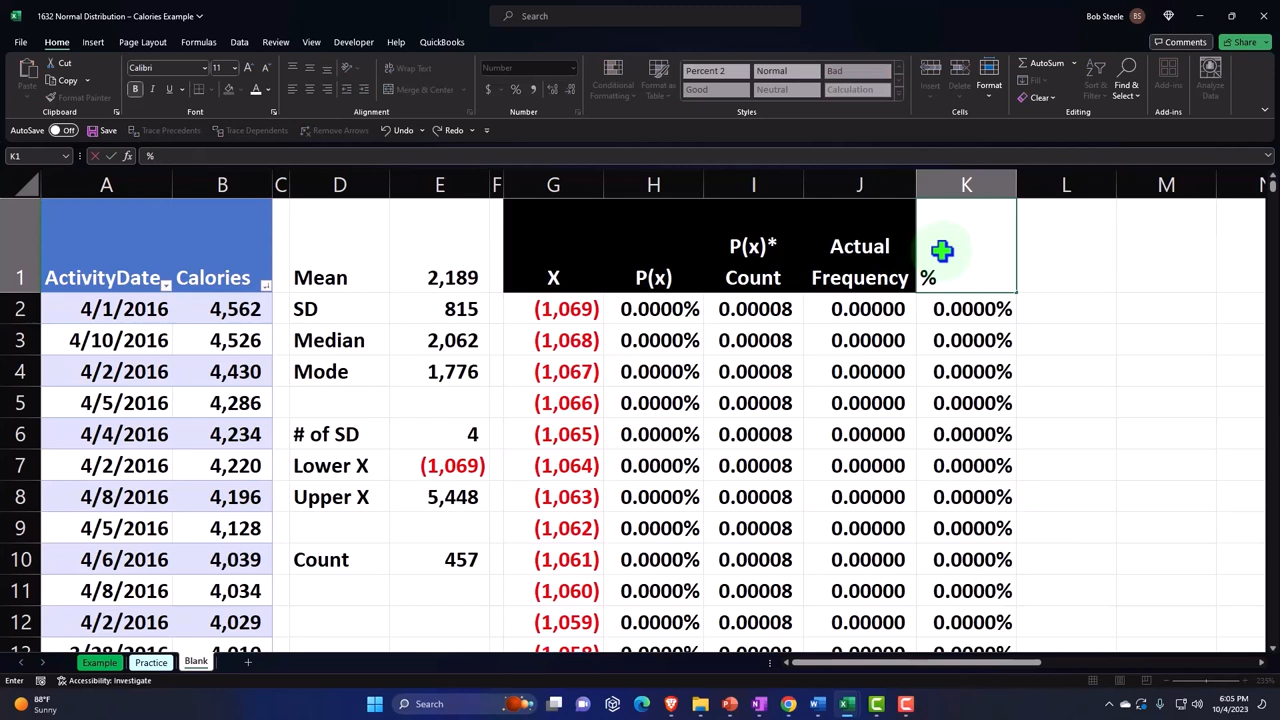 1632 Normal Distribution – Calories Example
Search
Bob Steele BS
File Home Insert Page Layout Formulas Data Review View Developer Help QuickBooks
Comments Share
Paste
Cut
Copy
Format Painter
Clipboard
Calibri 11
B I U
Font
Wrap Text
Merge & Center
Alignment
Number
$ % ,
Number
Conditional Formatting
Format as Table
Percent 2 Normal Bad
Good Neutral Calculation
Styles
Insert Delete Format
Cells
AutoSum
Fill
Clear
Sort & Filter
Find & Select
Editing
Add-ins
Add-ins
Analyze Data
AutoSave Off Save Trace Precedents Trace Dependents Remove Arrows Undo Redo
K1 fx %
A B C D E F G H I J K L M N
1 ActivityDate Calories Mean 2,189 X P(x) P(x)* Count Actual Frequency %
2 4/1/2016 4,562 SD 815 (1,069) 0.0000% 0.00008 0.00000 0.0000%
3 4/10/2016 4,526 Median 2,062 (1,068) 0.0000% 0.00008 0.00000 0.0000%
4 4/2/2016 4,430 Mode 1,776 (1,067) 0.0000% 0.00008 0.00000 0.0000%
5 4/5/2016 4,286 (1,066) 0.0000% 0.00008 0.00000 0.0000%
6 4/4/2016 4,234 # of SD 4 (1,065) 0.0000% 0.00008 0.00000 0.0000%
7 4/2/2016 4,220 Lower X (1,069) (1,064) 0.0000% 0.00008 0.00000 0.0000%
8 4/8/2016 4,196 Upper X 5,448 (1,063) 0.0000% 0.00008 0.00000 0.0000%
9 4/5/2016 4,128 (1,062) 0.0000% 0.00008 0.00000 0.0000%
10 4/6/2016 4,039 Count 457 (1,061) 0.0000% 0.00008 0.00000 0.0000%
11 4/8/2016 4,034 (1,060) 0.0000% 0.00008 0.00000 0.0000%
12 4/2/2016 4,029 (1,059) 0.0000% 0.00008 0.00000 0.0000%
Example Practice Blank
Enter Accessibility: Investigate 235%
88°F
Sunny
Search
6:05 PM
10/4/2023